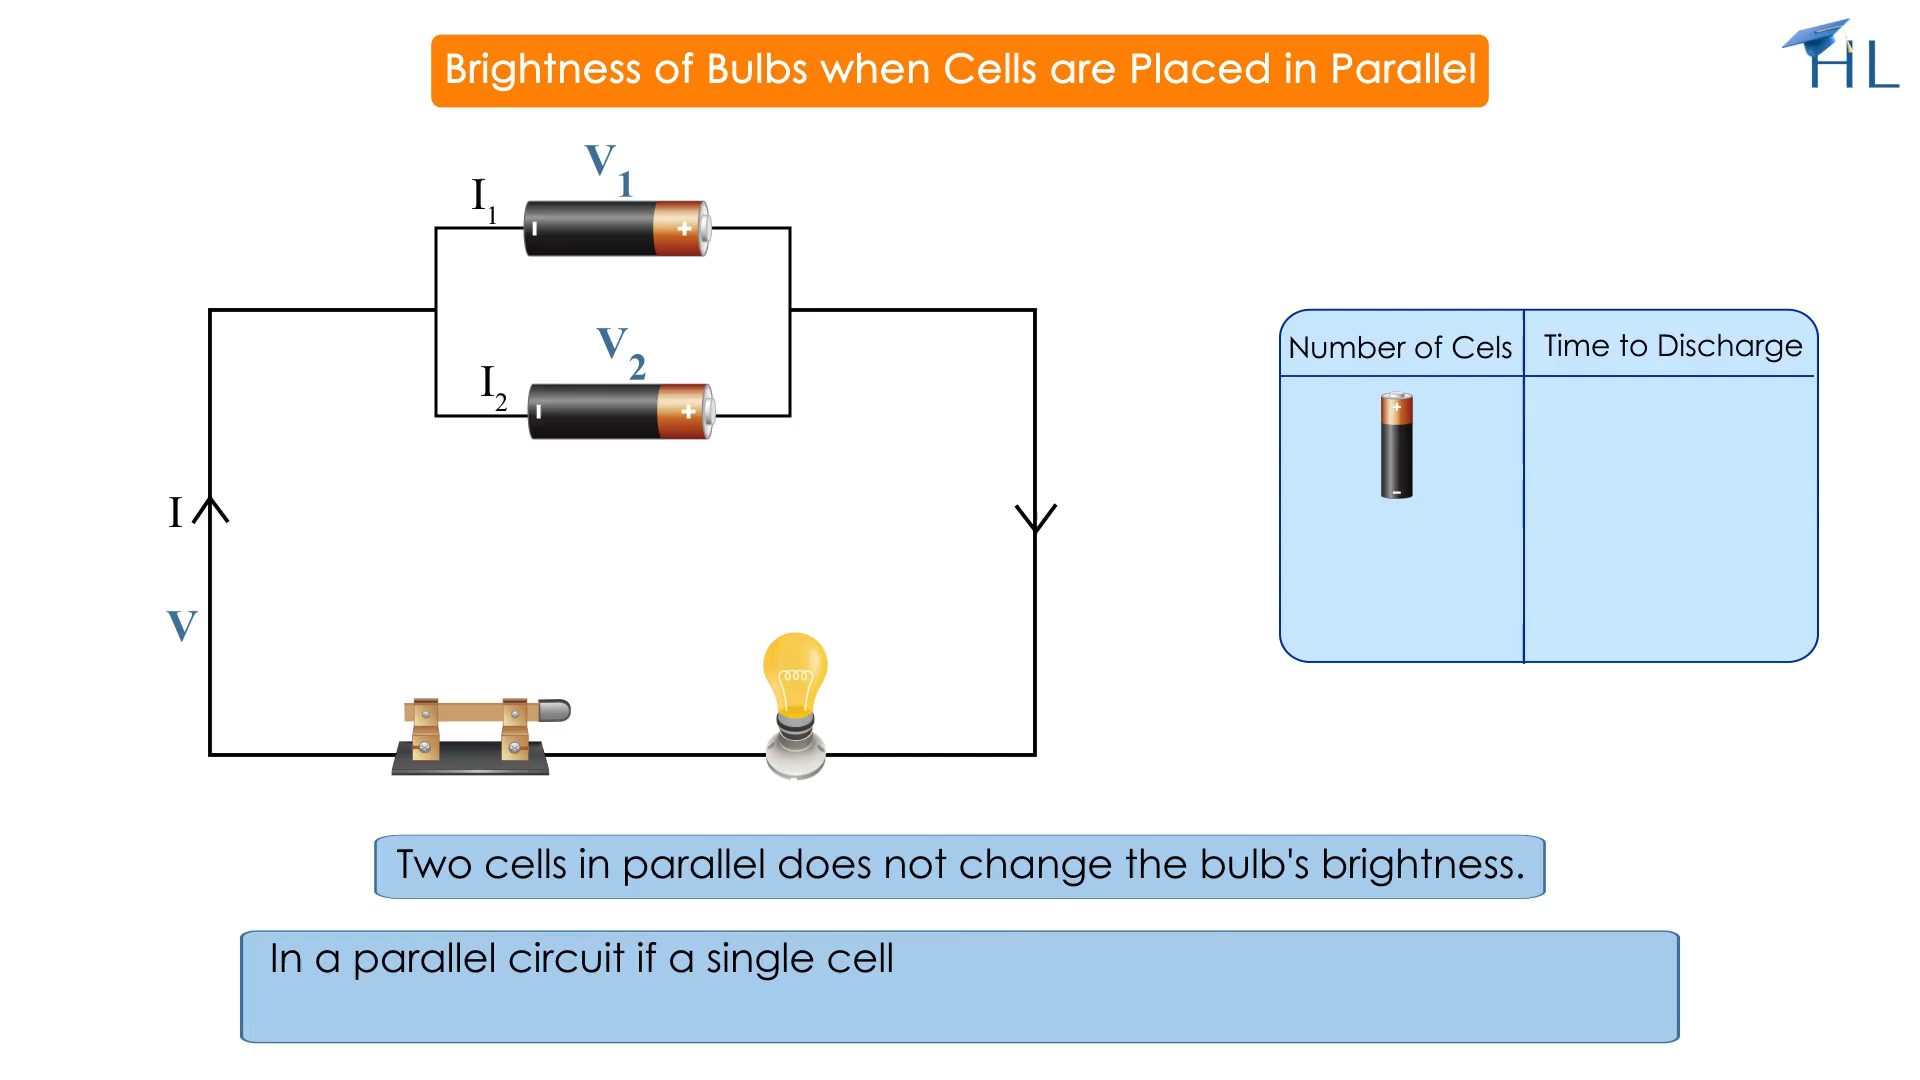 Brightness of Bulbs when Cells are Placed in Parallel
HL
V1
I1
V2
I2
I
V
Number of Cels
Time to Discharge
Two cells in parallel does not change the bulb's brightness.
In a parallel circuit if a single cell